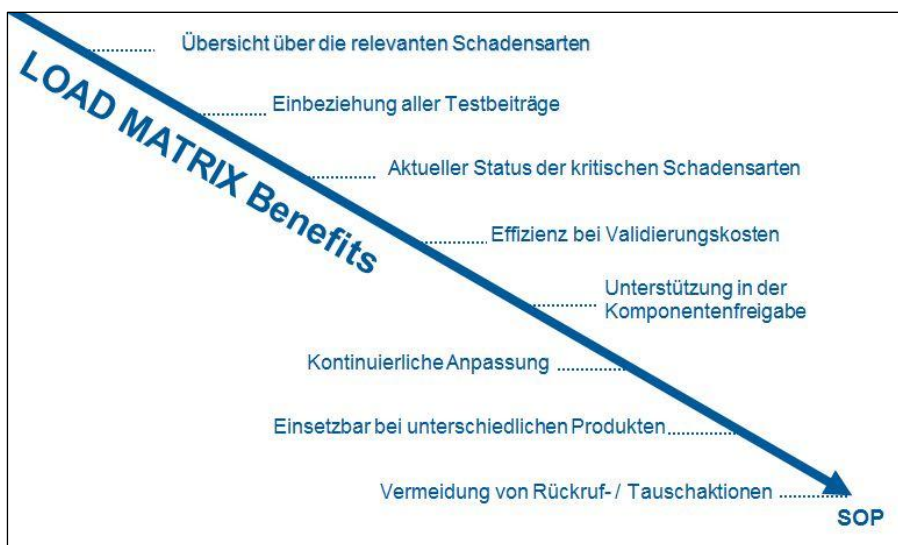 Übersicht über die relevanten Schadensarten
LOAD MATRIX Benefits
Einbeziehung aller Testbeiträge
Aktueller Status der kritischen Schadensarten
Effizienz bei Validierungskosten
Unterstützung in der
Komponentenfreigabe
Kontinuierliche Anpassung
Einsetzbar bei unterschiedlichen Produkten
Vermeidung von Rückruf- / Tauschaktionen
SOP